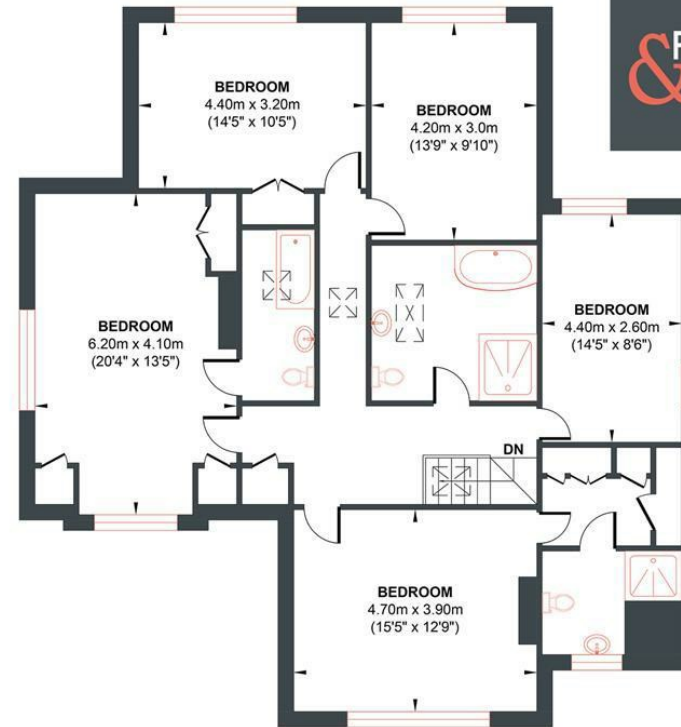 BEDROOM
4.40m x 3.20m
(14'5" x 10'5")
BEDROOM
4.20m x 3.0m
(13'9" x 9'10")
BEDROOM
6.20m x 4.10m
(20'4" x 13'5")
BEDROOM
4.40m x 2.60m
(14'5" x 8'6")
DN
BEDROOM
4.70m x 3.90m
(15'5" x 12'9")
&